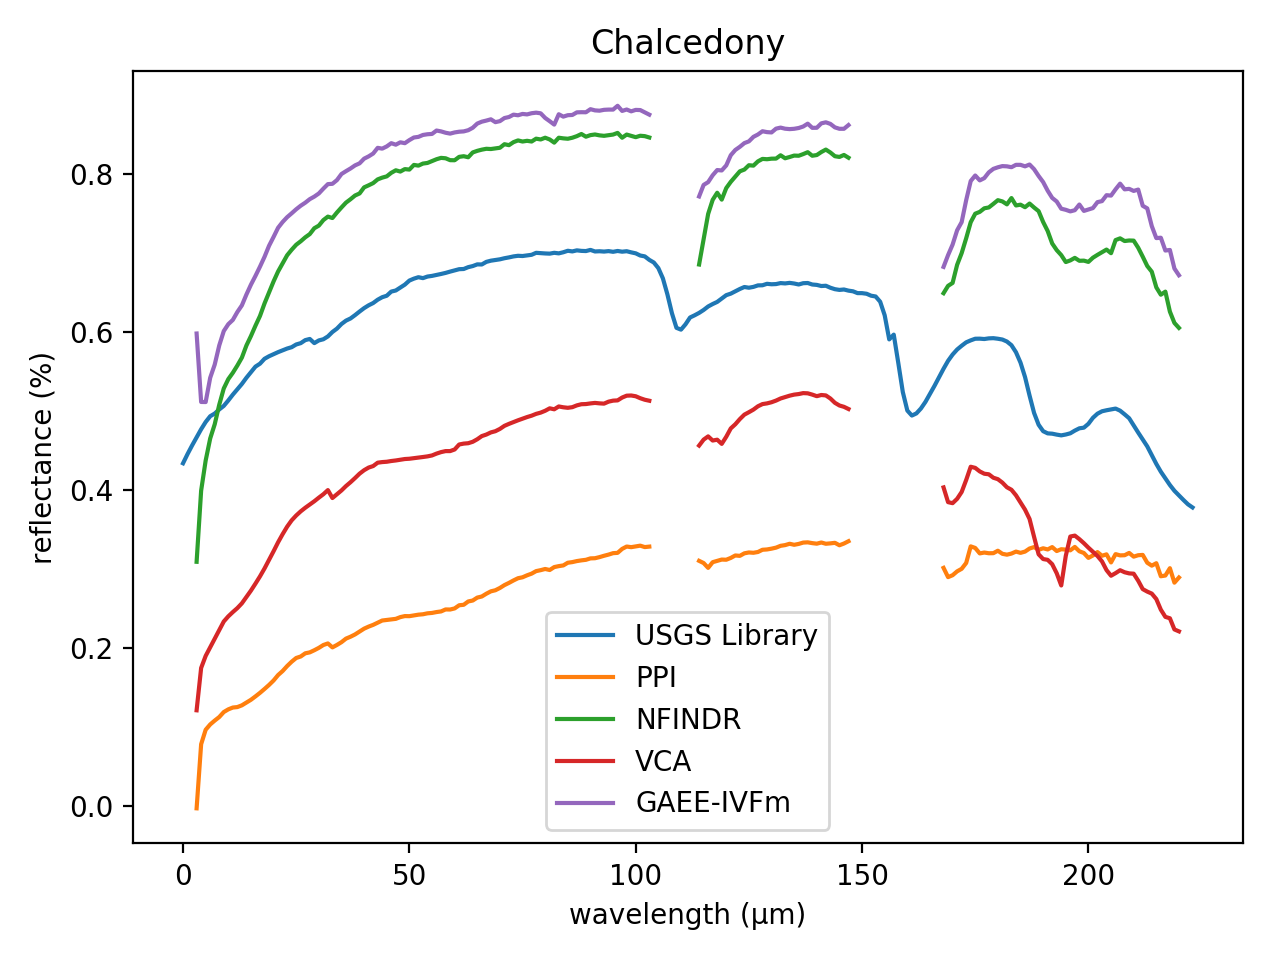 Chalcedony
reflectance (%)
0.8
0.6
0.4
0.2
0.0
USGS Library
PPI
NFINDR
VCA
GAEE-IVFm
0
50
100
150
200
wavelength (μm)